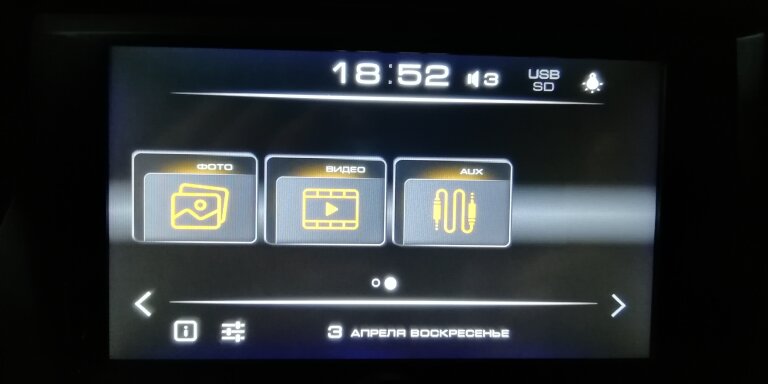 18:52 3 USB
SD
ФОТО ВИДЕО AUX
3 АПРЕЛЯ ВОСКРЕСЕНЬЕ